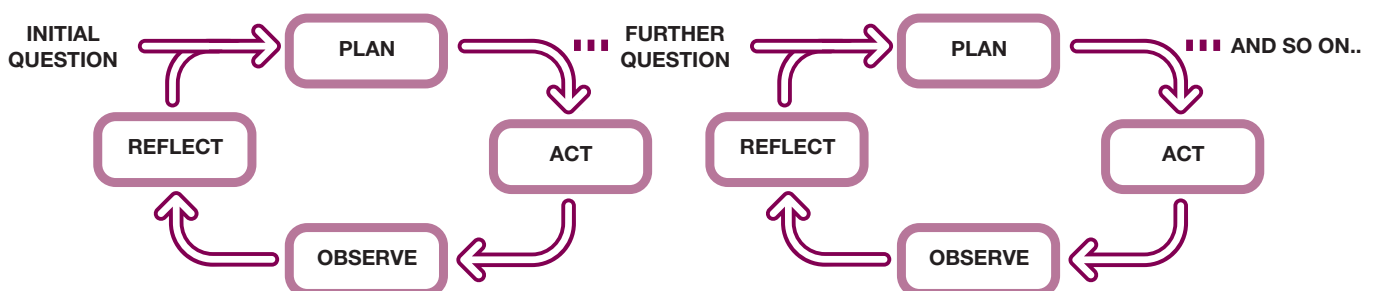 INITIAL
QUESTION
PLAN
ACT
OBSERVE
REFLECT
FURTHER
QUESTION
PLAN
ACT
OBSERVE
REFLECT
AND SO ON..